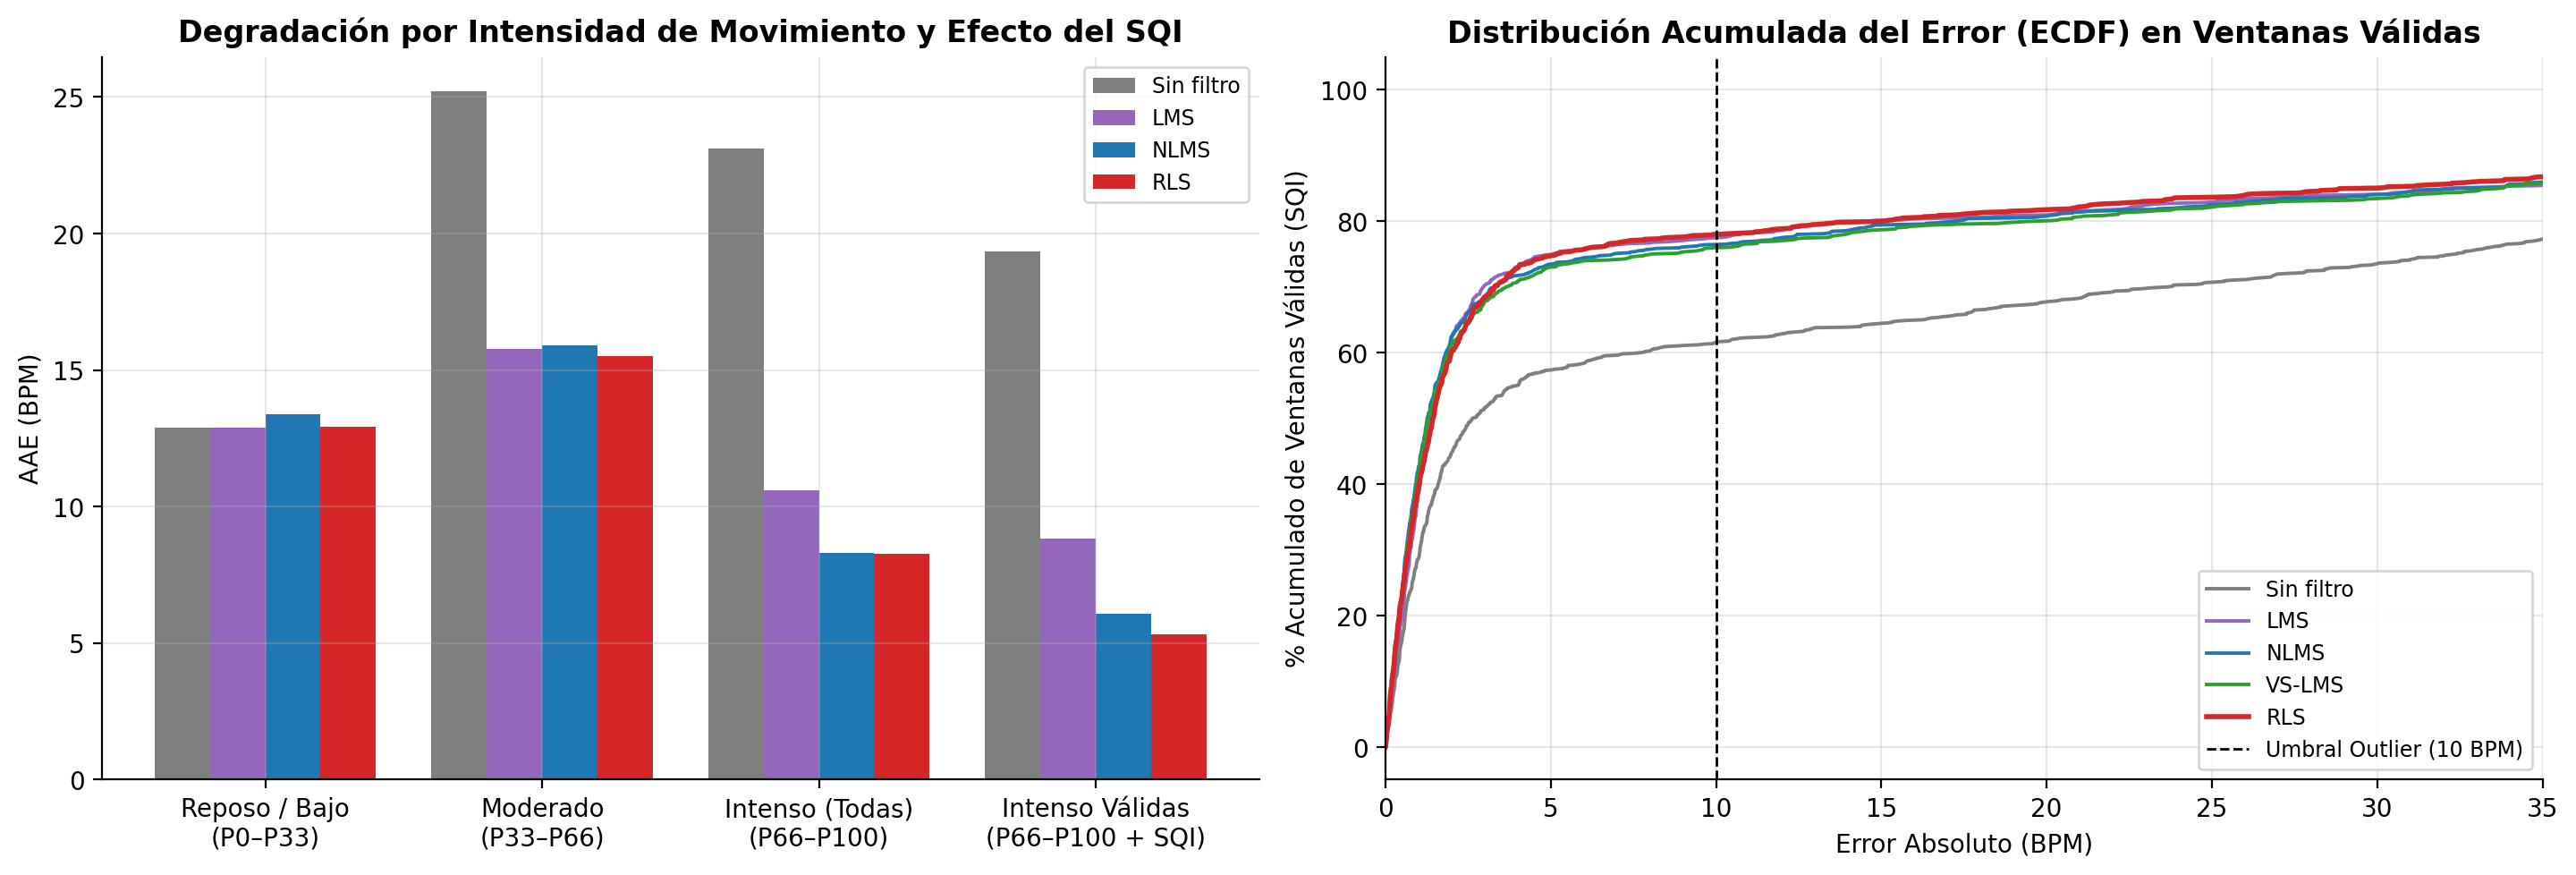 Degradación por Intensidad de Movimiento y Efecto del SQI
AAE (BPM)
25
20
15
10
5
0
Sin filtro
LMS
NLMS
RLS
Reposo / Bajo
(P0–P33)
Moderado
(P33–P66)
Intenso (Todas)
(P66–P100)
Intenso Válidas
(P66–P100 + SQI)
Distribución Acumulada del Error (ECDF) en Ventanas Válidas
% Acumulado de Ventanas Válidas (SQI)
100
80
60
40
20
0
Sin filtro
LMS
NLMS
VS-LMS
RLS
Umbral Outlier (10 BPM)
0
5
10
15
20
25
30
35
Error Absoluto (BPM)